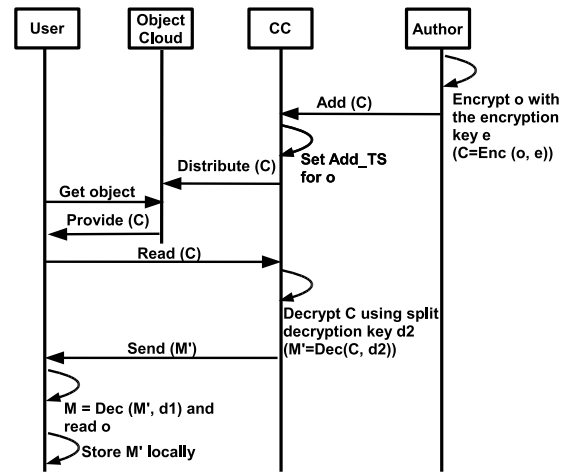 User
Object
Cloud
CC
Author
Encrypt o with
the encryption
key e
(C=Enc (o, e))
Add (C)
Set Add_TS
for o
Distribute (C)
Get object
Provide (C)
Read (C)
Decrypt C using split
decryption key d2
(M'=Dec(C, d2))
Send (M')
M = Dec (M', d1) and
read o
Store M' locally